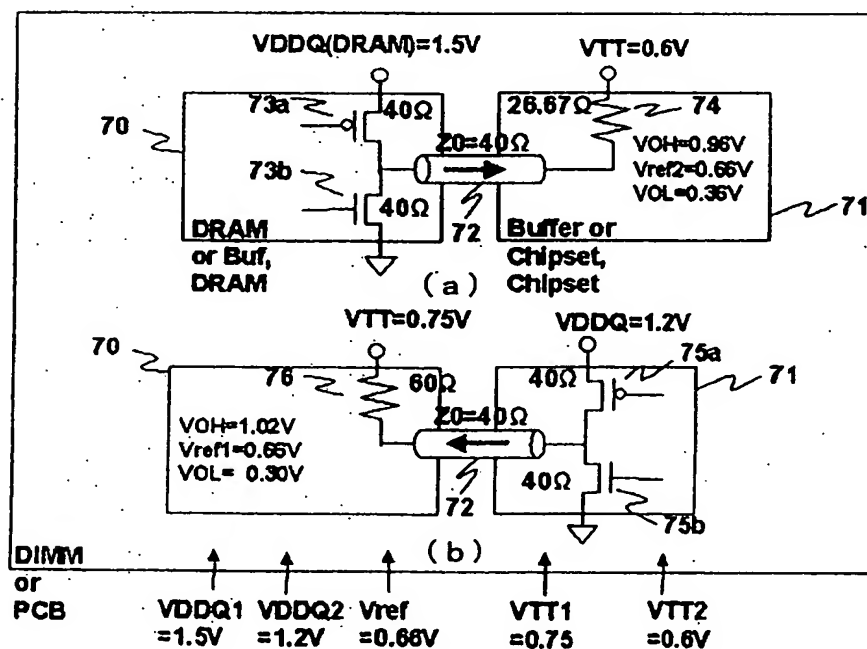 VDDQ(DRAM)=1.5V
VTT=0.6V
73a
40Ω
26.67Ω
74
70
Z0=40Ω
VOH=0.96V
Vref2=0.66V
VOL=0.36V
73b
40Ω
71
DRAM
or Buf,
DRAM
72
Buffer or
Chipset,
Chipset
(a)
VTT=0.75V
VDDQ=1.2V
70
76
60Ω
40Ω
75a
71
Z0=40Ω
VOH=1.02V
Vref1=0.66V
VOL= 0.30V
40Ω
72
75b
(b)
DIMM
or
PCB
VDDQ1
=1.5V
VDDQ2
=1.2V
Vref
=0.66V
VTT1
=0.75
VTT2
=0.6V